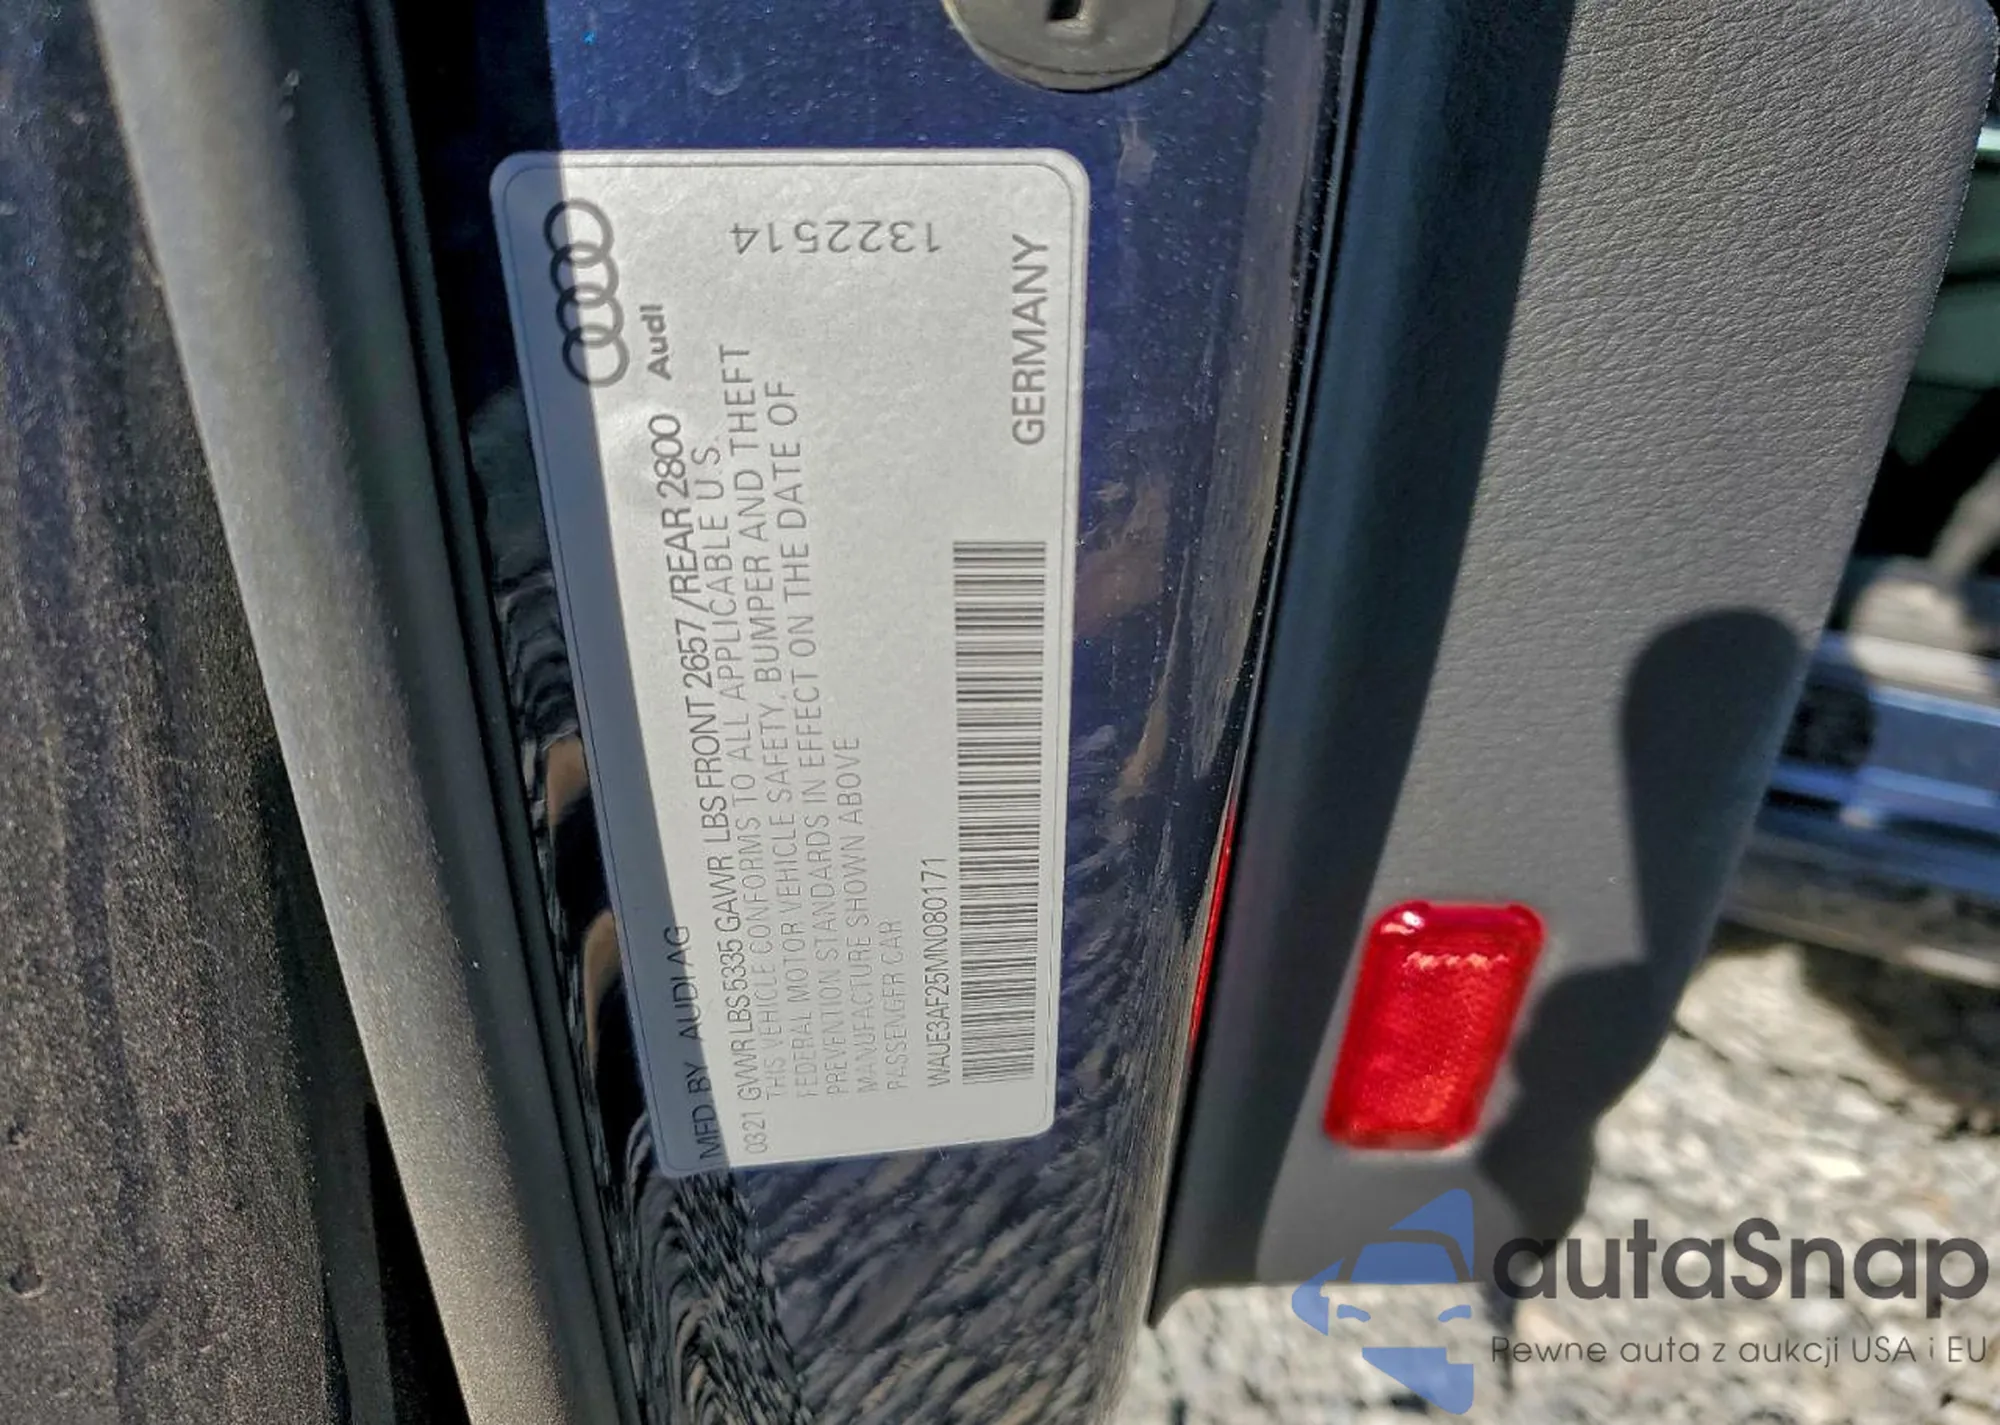 Audi
MFD BY AUDI AG
0321 GVWR LBS 5335 GAWR LBS FRONT 2657 /REAR 2800
THIS VEHICLE CONFORMS TO ALL APPLICABLE U.S.
FEDERAL MOTOR VEHICLE SAFETY, BUMPER AND THEFT
PREVENTION STANDARDS IN EFFECT ON THE DATE OF
MANUFACTURE SHOWN ABOVE
PASSENGER CAR
WAUE3AF25MN080171
GERMANY
1322514
autaSnap
Pewne auta z aukcji USA i EU